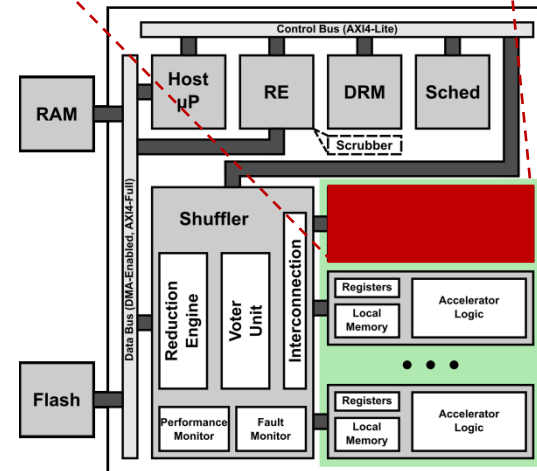 Control Bus (AXI4-Lite)
Host
µP
RE
DRM
Sched
RAM
Scrubber
Data Bus (DMA-Enabled, AXI4-Full)
Shuffler
Reduction
Engine
Voter
Unit
Interconnection
Registers
Local
Memory
Accelerator
Logic
• • •
Flash
Performance
Monitor
Fault
Monitor
Registers
Local
Memory
Accelerator
Logic